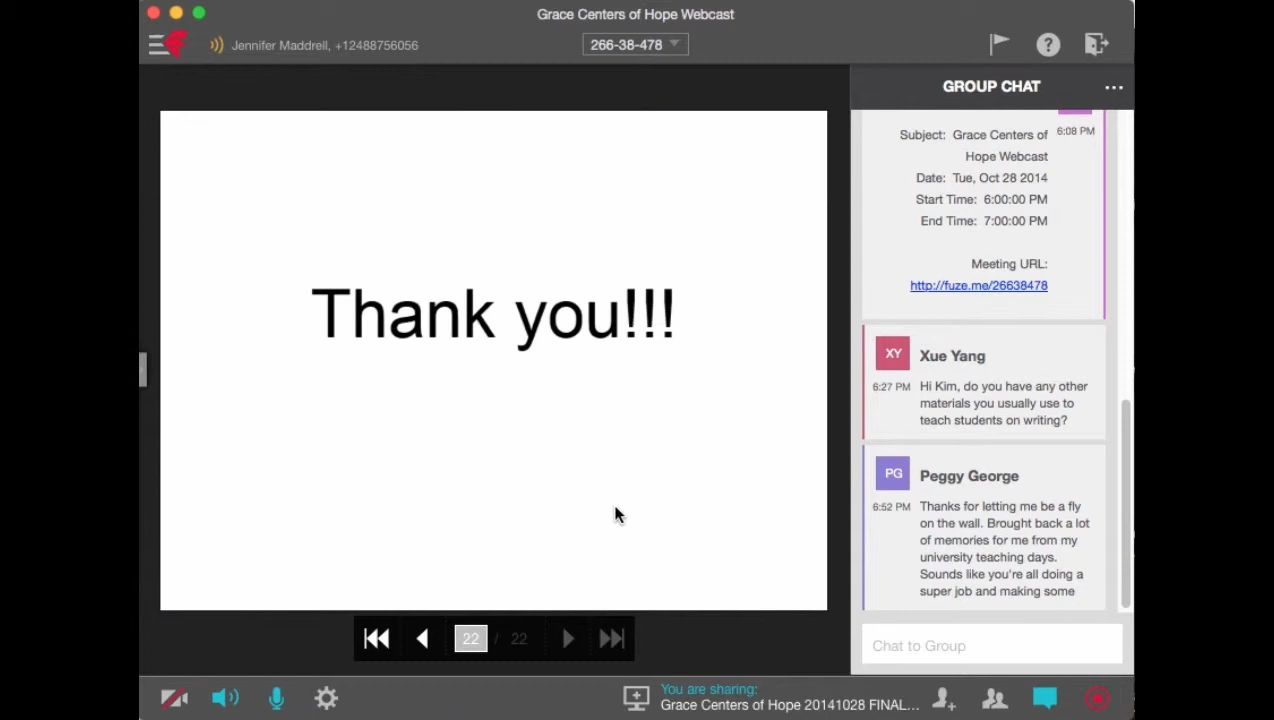 Grace Centers of Hope Webcast
Jennifer Maddrell, +12488756056
266-38-478
GROUP CHAT
6:08 PM
Subject: Grace Centers of
Hope Webcast
Date: Tue, Oct 28 2014
Start Time: 6:00:00 PM
End Time: 7:00:00 PM
Meeting URL:
http://fuze.me/26638478
Thank you!!!
XY
Xue Yang
6:27 PM
Hi Kim, do you have any other
materials you usually use to
teach students on writing?
PG
Peggy George
6:52 PM
Thanks for letting me be a fly
on the wall. Brought back a lot
of memories for me from my
university teaching days.
Sounds like you're all doing a
super job and making some
22 / 22
Chat to Group
You are sharing:
Grace Centers of Hope 20141028 FINAL...